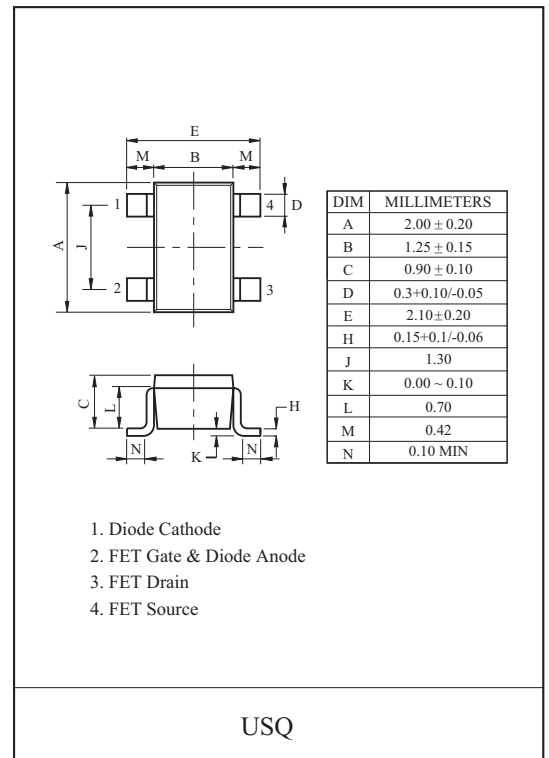 E
M B M
1 4 D
A J
2 3
C L H
N K N
DIM MILLIMETERS
A 2.00 ± 0.20
B 1.25 ± 0.15
C 0.90 ± 0.10
D 0.3+0.10/-0.05
E 2.10±0.20
H 0.15+0.1/-0.06
J 1.30
K 0.00 ~ 0.10
L 0.70
M 0.42
N 0.10 MIN
1. Diode Cathode
2. FET Gate & Diode Anode
3. FET Drain
4. FET Source
USQ